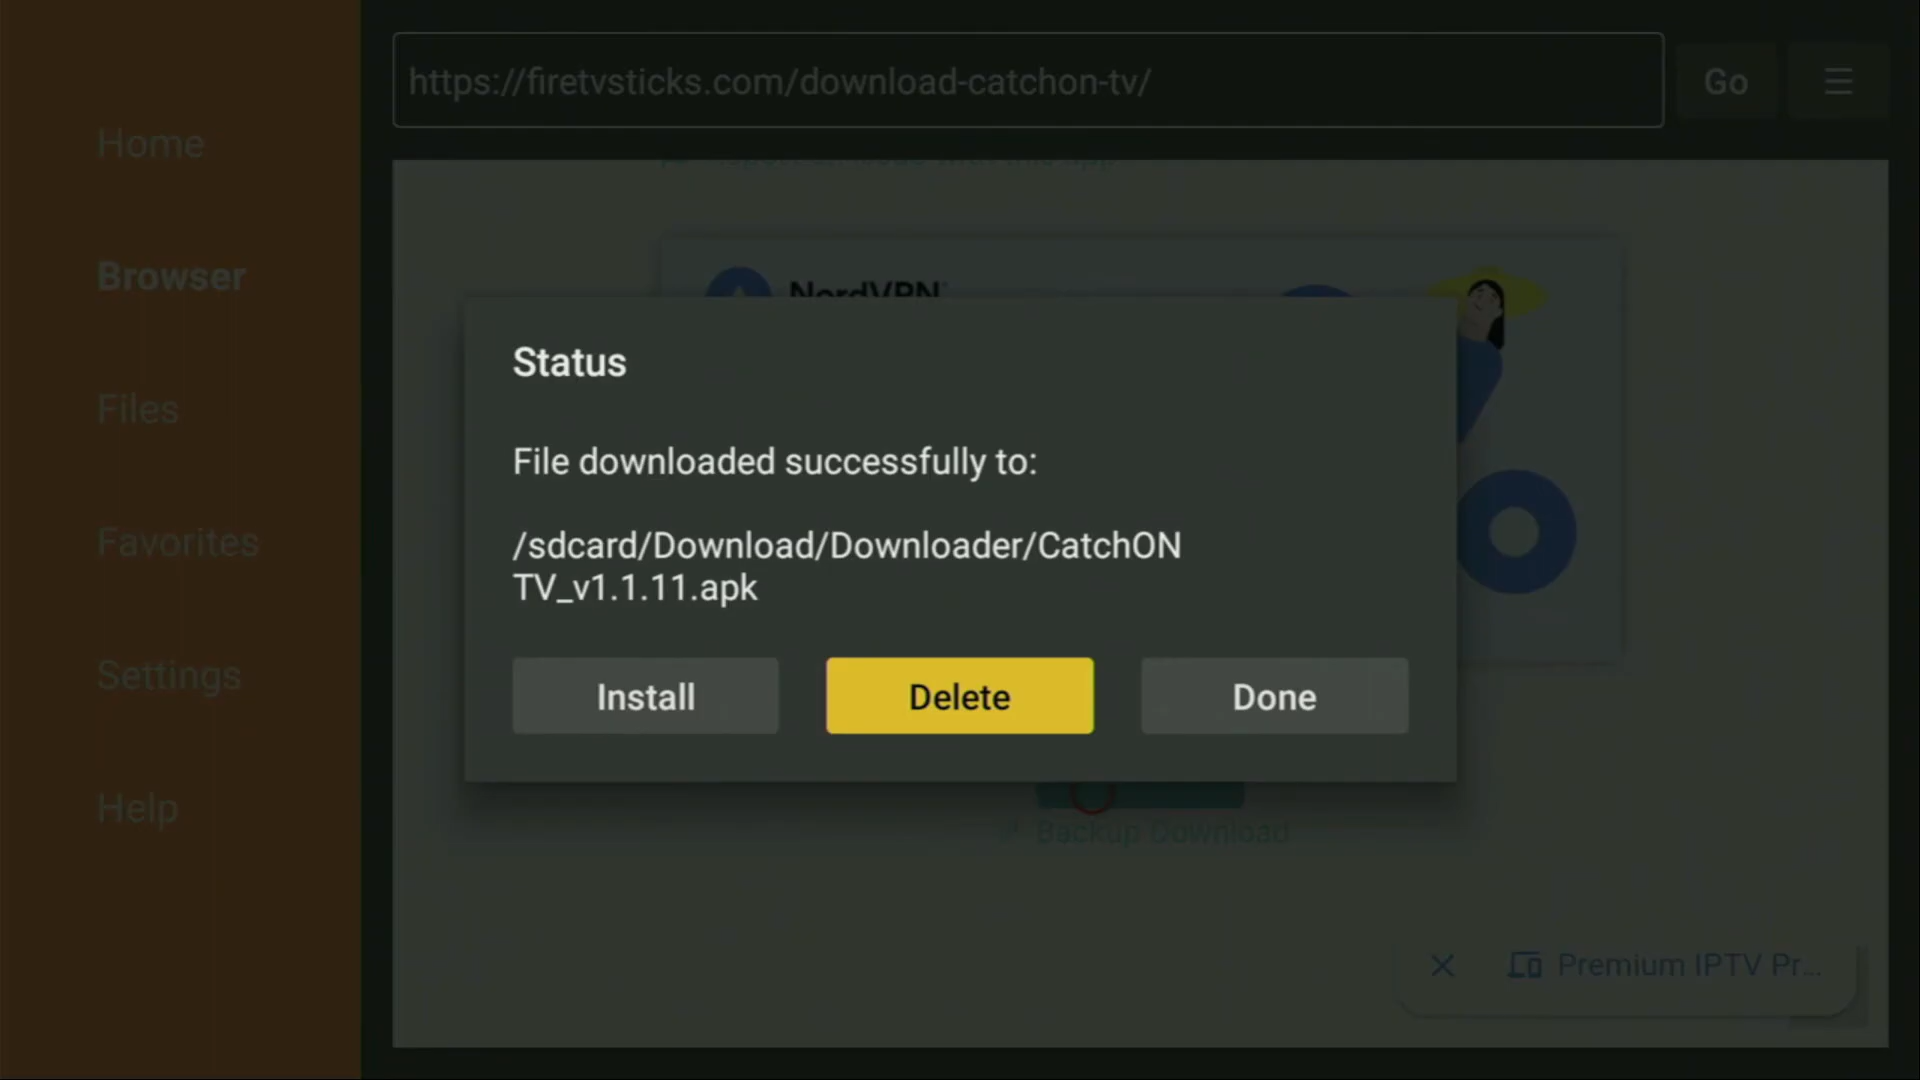 https://firetvsticks.com/download-catchon-tv/
Go
Home
Browser
Files
Favorites
Settings
Help
NordVPN
Status
File downloaded successfully to:
/sdcard/Download/Downloader/CatchON
TV_v1.1.11.apk
Install
Delete
Done
Backup Download
Premium IPTV Pr...